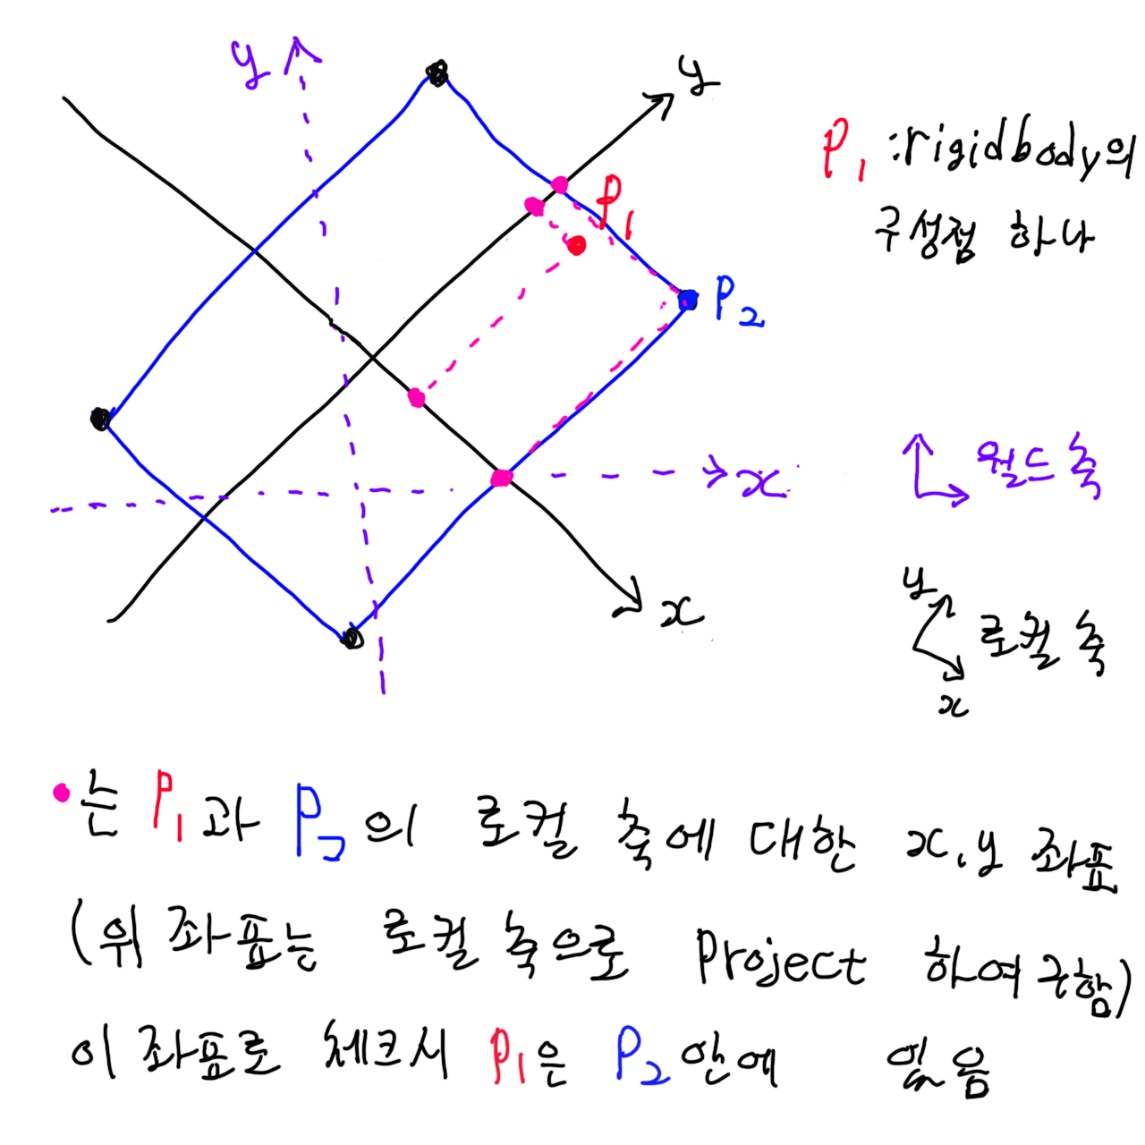 y
y
P₁ :rigidbody의
구성점 하나
P₁
P₂
x
월드 축
x
y
로컬 축
x
•는 P₁과 P₂의 로컬 축에 대한 x,y 좌표
(위 좌표는 로컬 축으로 Project 하여구함)
이 좌표로 체크시 P₁은 P₂안에 있음